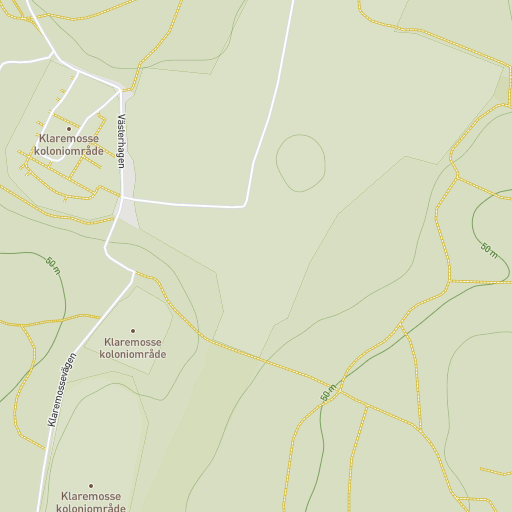 Västerhagen
Klaremosse
koloniområde
50 m
50 m
Klaremosse
koloniområde
Klaremossevägen
50 m
Klaremosse
koloniområde